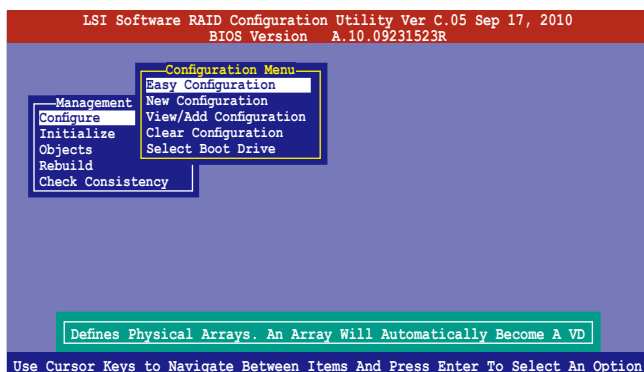 LSI Software RAID Configuration Utility Ver C.05 Sep 17, 2010
BIOS Version A.10.09231523R
Configuration Menu
Easy Configuration
New Configuration
View/Add Configuration
Clear Configuration
Select Boot Drive
Management
Configure
Initialize
Objects
Rebuild
Check Consistency
Defines Physical Arrays. An Array Will Automatically Become A VD
Use Cursor Keys to Navigate Between Items And Press Enter To Select An Option